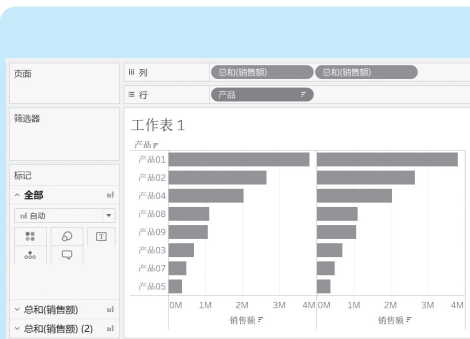 页面
iii 列 总和(销售额) 总和(销售额)
行 产品
筛选器
工作表 1
产品
标记
全部
自动
T
总和(销售额)
总和(销售额) (2)
产品01
产品02
产品04
产品08
产品09
产品03
产品07
产品05
0M 1M 2M 3M 4M 0M 1M 2M 3M 4M
销售额 销售额